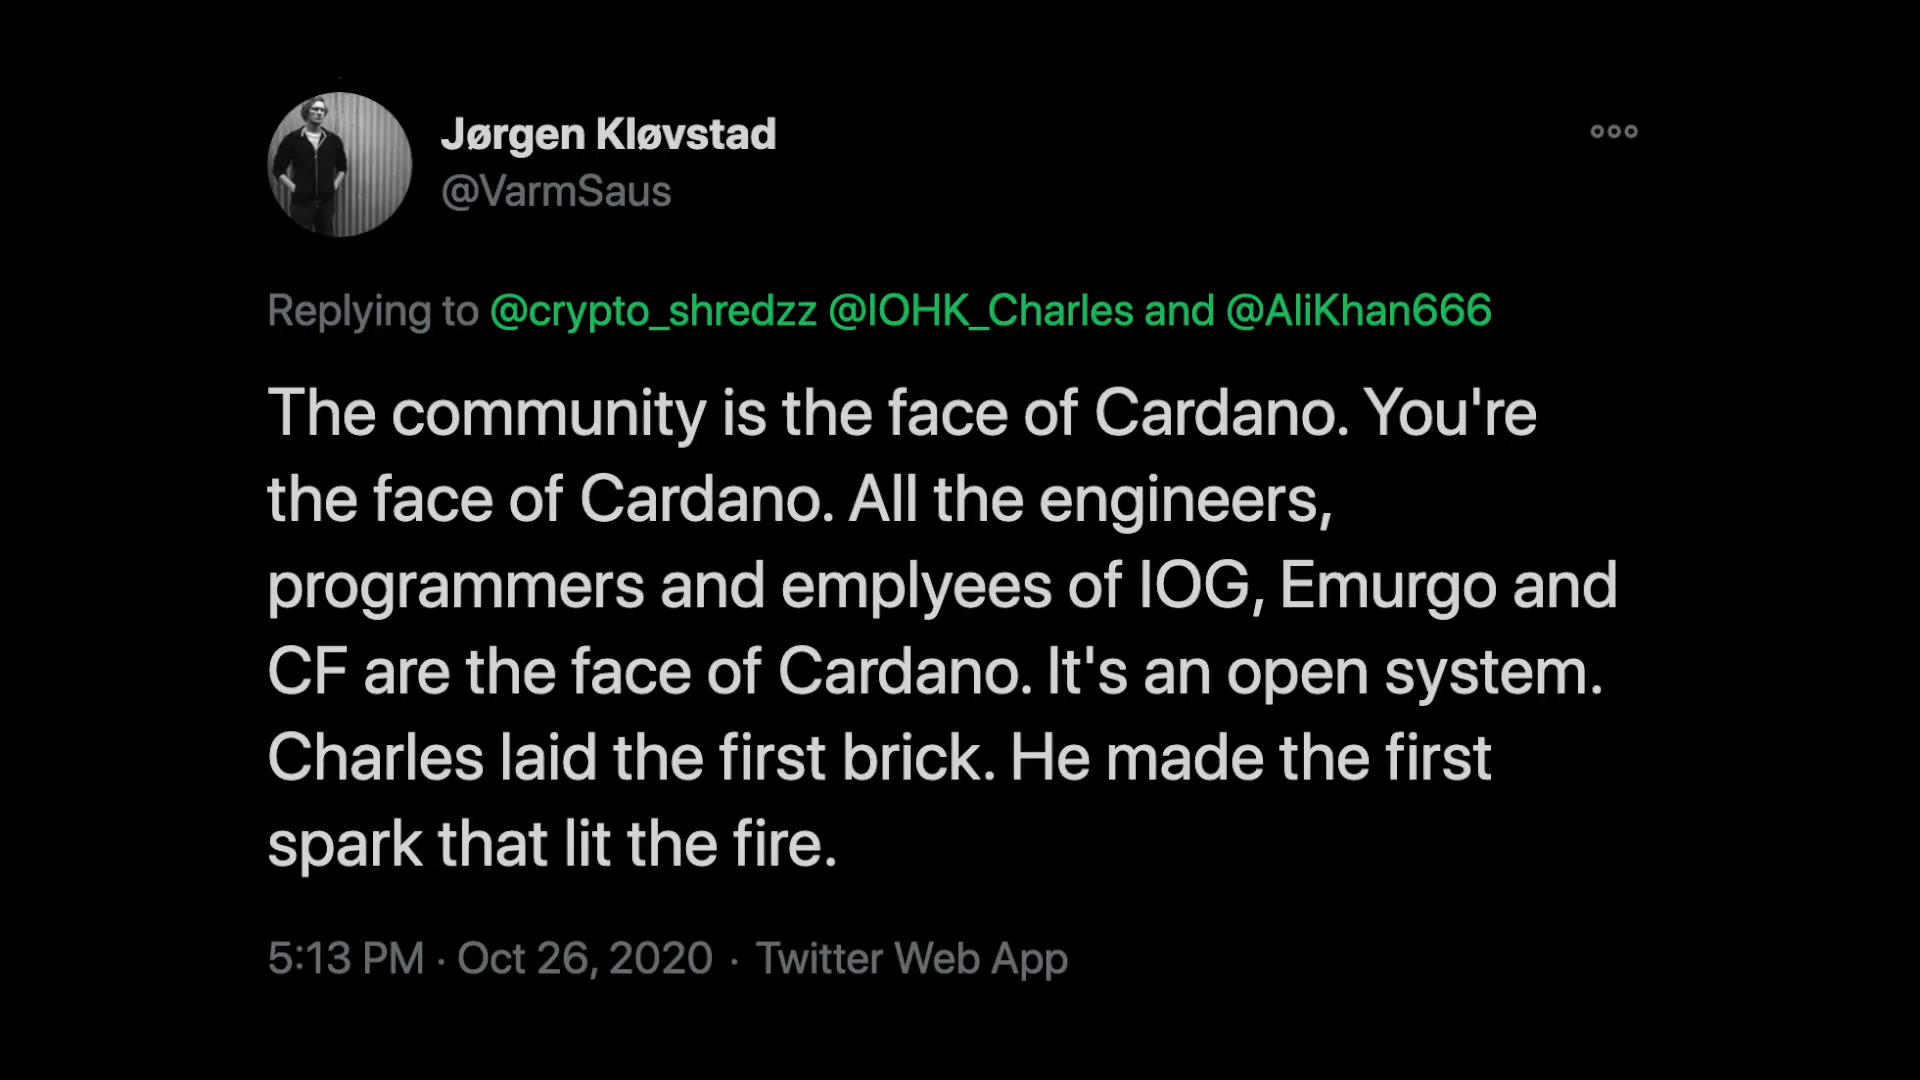 Jørgen Kløvstad
@VarmSaus
Replying to @crypto_shredzz @IOHK_Charles and @AliKhan666
The community is the face of Cardano. You're
the face of Cardano. All the engineers,
programmers and emplyees of IOG, Emurgo and
CF are the face of Cardano. It's an open system.
Charles laid the first brick. He made the first
spark that lit the fire.
5:13 PM · Oct 26, 2020 · Twitter Web App